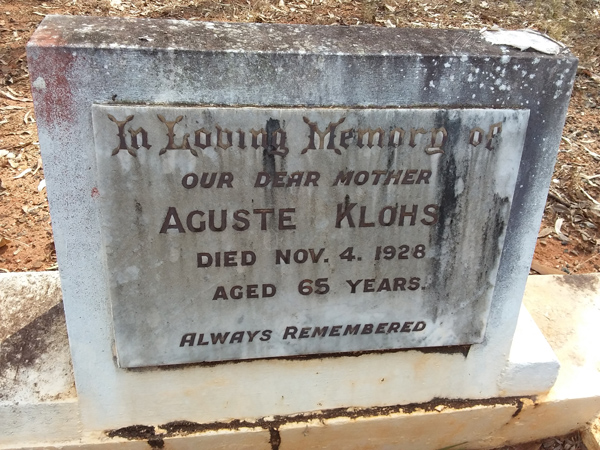 In Loving Memory of
OUR DEAR MOTHER
AGUSTE KLOHS
DIED NOV. 4. 1928
AGED 65 YEARS.
ALWAYS REMEMBERED